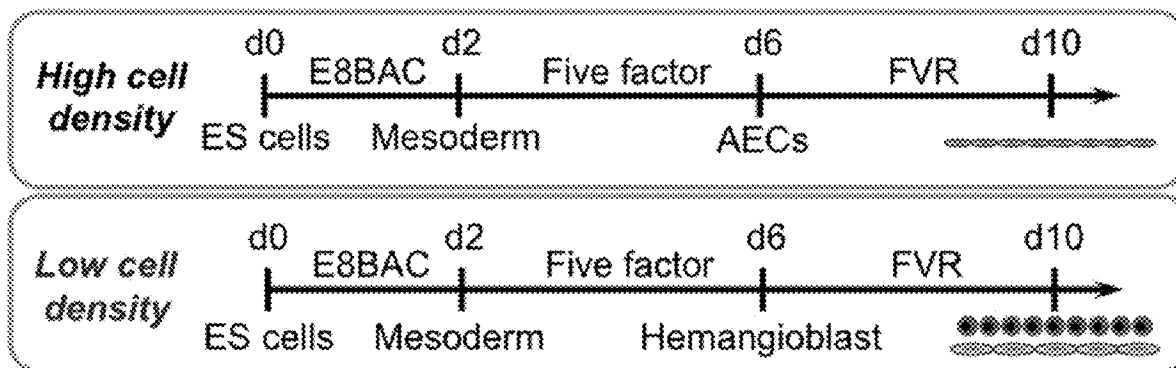 High cell density
d0 d2 d6 d10
E8BAC Five factor FVR
ES cells Mesoderm AECs
Low cell density
d0 d2 d6 d10
E8BAC Five factor FVR
ES cells Mesoderm Hemangioblast